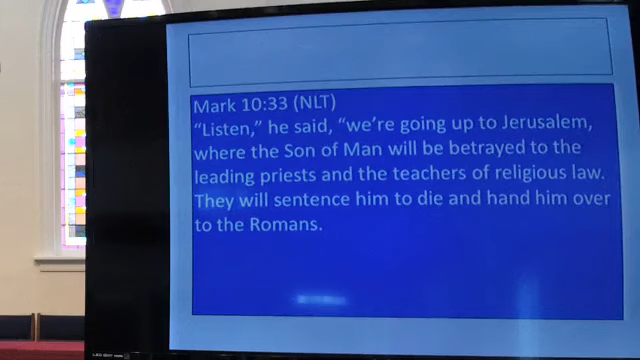 Mark 10:33 (NLT)
“Listen,” he said, “we’re going up to Jerusalem,
where the Son of Man will be betrayed to the
leading priests and the teachers of religious law.
They will sentence him to die and hand him over
to the Romans.